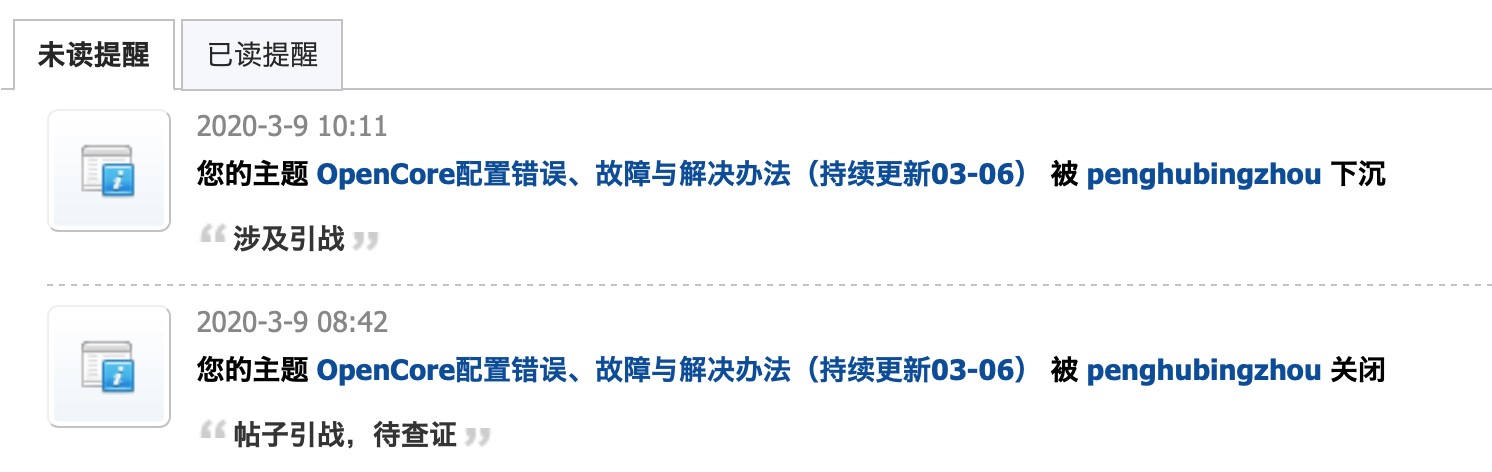 未读提醒 已读提醒
2020-3-9 10:11
您的主题 OpenCore配置错误、故障与解决办法（持续更新03-06） 被 penghubingzhou 下沉
“涉及引战”
2020-3-9 08:42
您的主题 OpenCore配置错误、故障与解决办法（持续更新03-06） 被 penghubingzhou 关闭
“帖子引战，待查证”